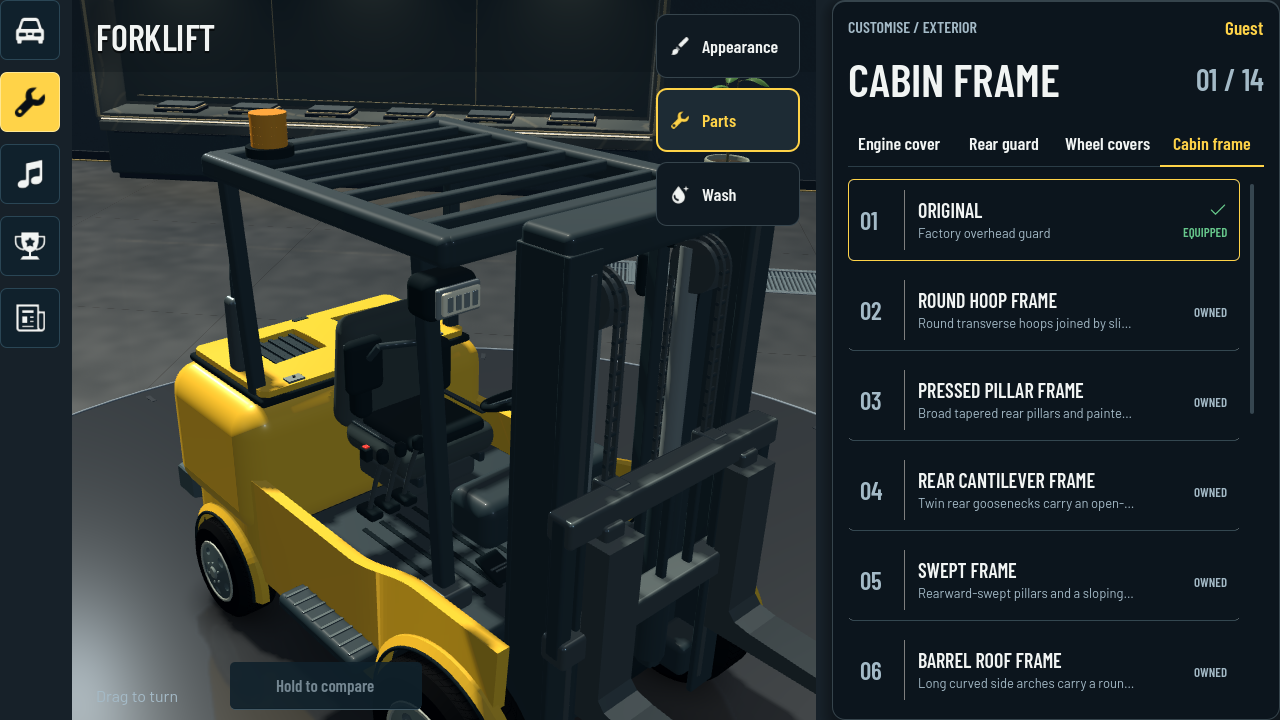 FORKLIFT
Appearance
Parts
Wash
Drag to turn
Hold to compare
CUSTOMISE / EXTERIOR
Guest
CABIN FRAME
01 / 14
Engine cover
Rear guard
Wheel covers
Cabin frame
01
ORIGINAL
Factory overhead guard
EQUIPPED
02
ROUND HOOP FRAME
Round transverse hoops joined by sli...
OWNED
03
PRESSED PILLAR FRAME
Broad tapered rear pillars and painte...
OWNED
04
REAR CANTILEVER FRAME
Twin rear goosenecks carry an open-...
OWNED
05
SWEPT FRAME
Rearward-swept pillars and a sloping...
OWNED
06
BARREL ROOF FRAME
Long curved side arches carry a roun...
OWNED